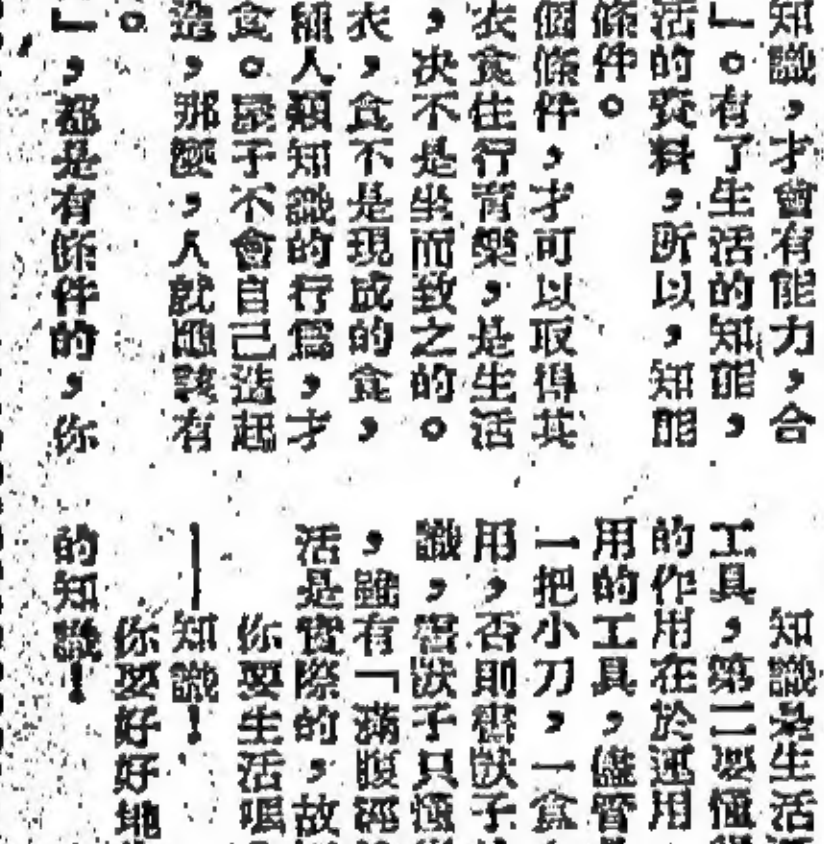 知識，才會有能力，合
」。有了生活的知能，
活的資料，所以，知能
條件。
個條件，才可以取得其
衣食住行育樂，是生活
，决不是坐而致之的。
衣，食不是現成的食，
類知識的行為，才
食。房子不會自己造起
造，那麼，人就應該有
。
」，都是有條件的，你
知識是生活
工具，第二要懂得
的作用在於運用
用的工具，儘管
一把小刀，一盒
用，否則書獃子
識，書獃子只懂
，雖有「滿腹經
活是實際的，故
你要生活嗎
——知識！
你要好好地
的知識！